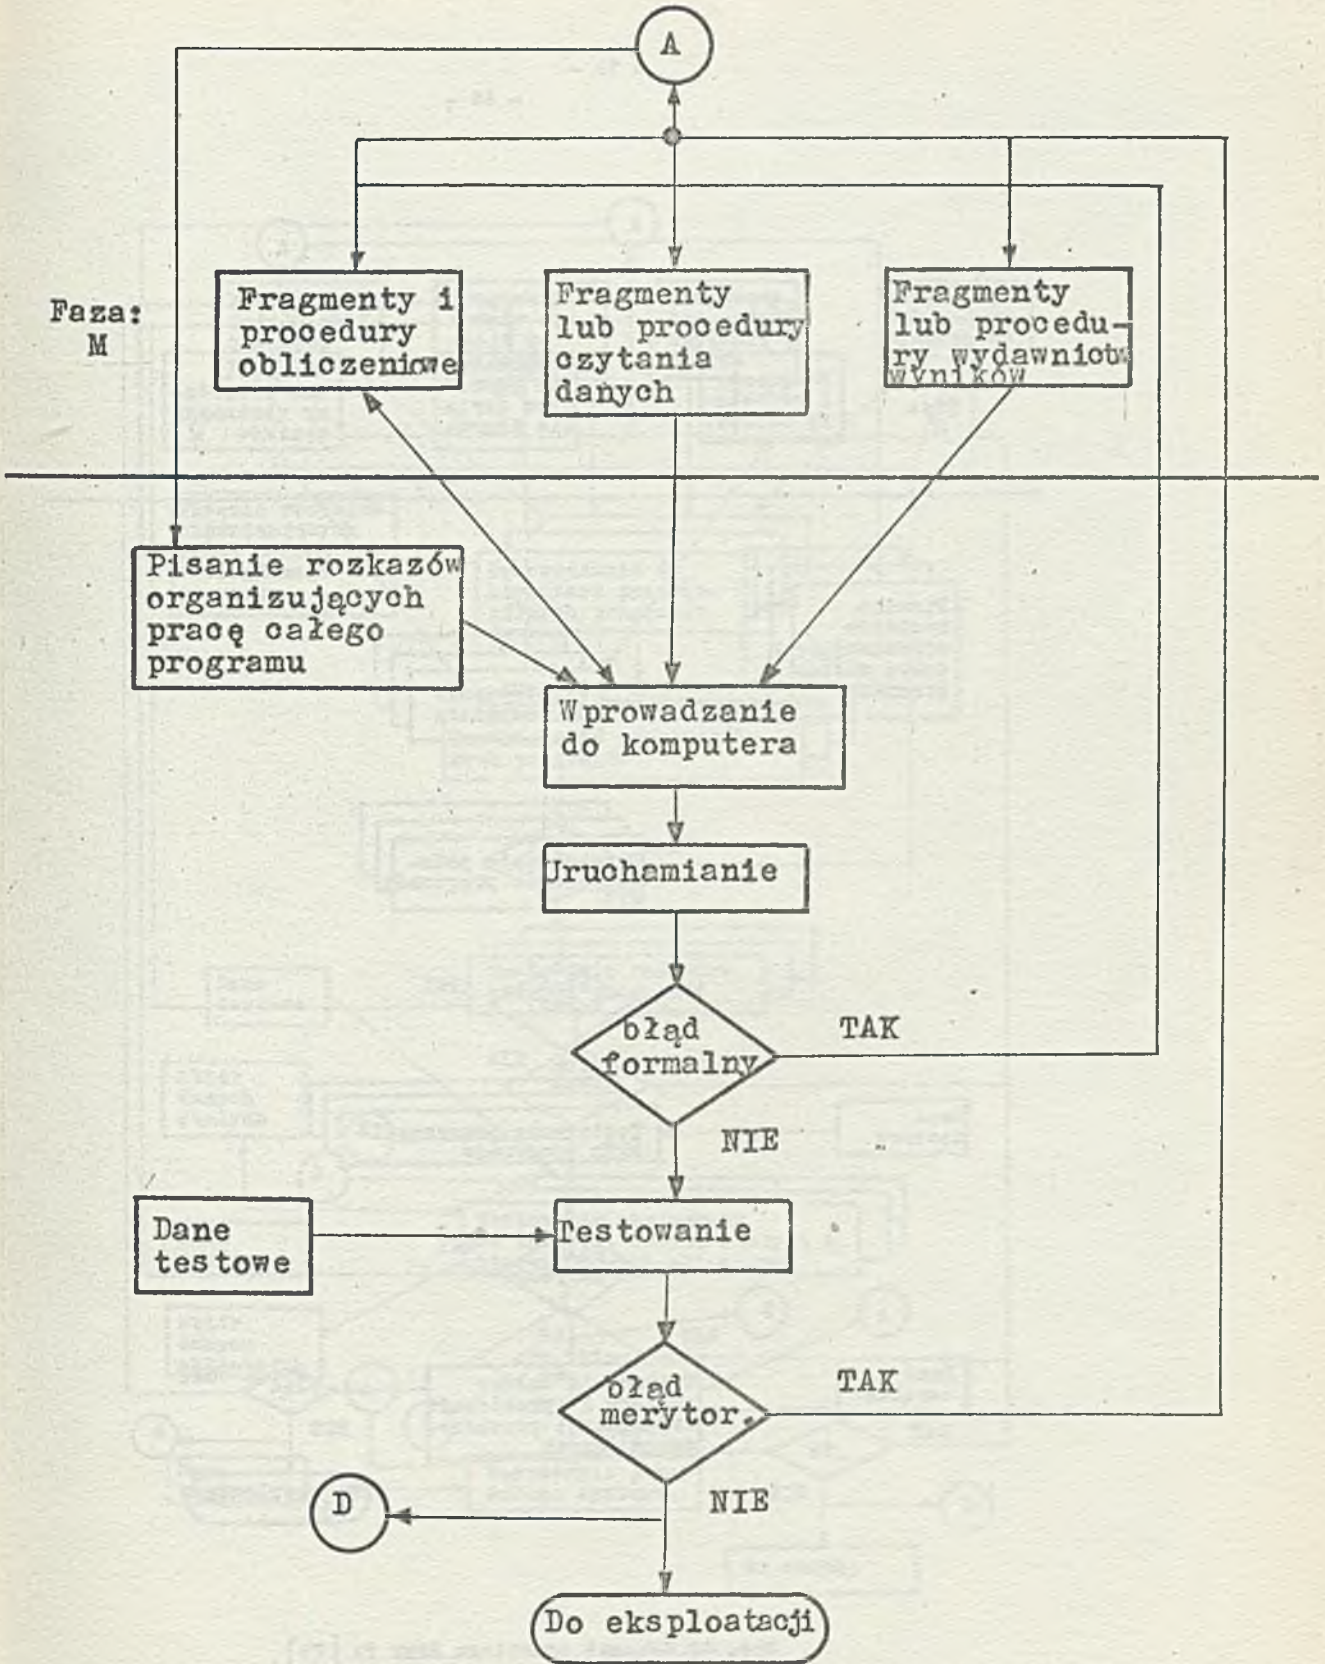 A
Faza:
M
Fragmenty i
procedury
obliczeniowe
Fragmenty
lub procedury
czytania
danych
Fragmenty
lub procedu-
ry wydawnictw
wyników
Pisanie rozkazów
organizujących
pracę całego
programu
Wprowadzanie
do komputera
Uruchamianie
błąd
formalny
TAK
NIE
Dane
testowe
Testowanie
błąd
merytor.
TAK
NIE
D
Do eksploatacji